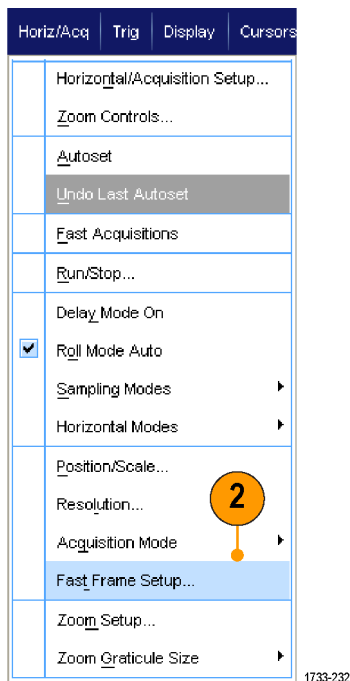 Horiz/Acq Trig Display Cursors
Horizontal/Acquisition Setup...
Zoom Controls...
Autoset
Undo Last Autoset
Fast Acquisitions
Run/Stop...
Delay Mode On
Roll Mode Auto
Sampling Modes
Horizontal Modes
Position/Scale...
Resolution...
2
Acquisition Mode
Fast Frame Setup...
Zoom Setup...
Zoom Graticule Size
1733-232